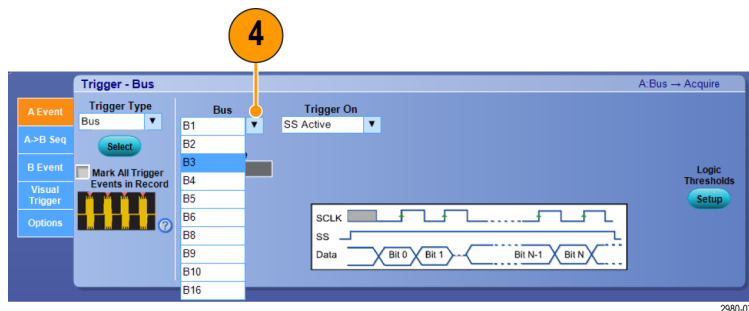 4
Trigger - Bus
A:Bus → Acquire
A Event
A->B Seq
B Event
Visual
Trigger
Options
Trigger Type
Bus
Select
Mark All Trigger
Events in Record
?
Bus
B1
B2
B3
B4
B5
B6
B8
B9
B10
B16
Trigger On
SS Active
Logic
Thresholds
Setup
SCLK
SS
Data
Bit 0
Bit 1
Bit N-1
Bit N